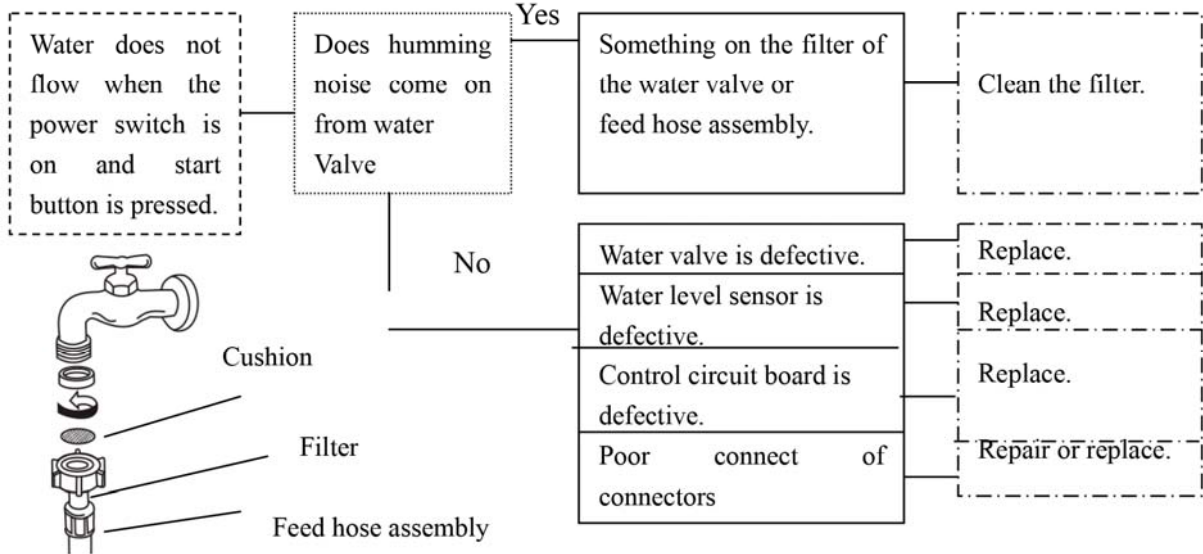 Water does not
flow when the
power switch is
on and start
button is pressed.
Does humming
noise come on
from water
Valve
Yes
Something on the filter of
the water valve or
feed hose assembly.
Clean the filter.
No
Water valve is defective.
Replace.
Water level sensor is
defective.
Replace.
Control circuit board is
defective.
Replace.
Poor connect of
connectors
Repair or replace.
Cushion
Filter
Feed hose assembly